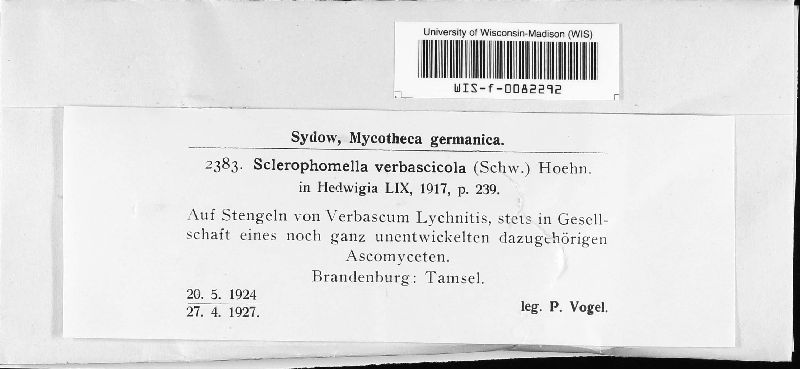 University of Wisconsin-Madison (WIS)
WIS-f-0082292
Sydow, Mycotheca germanica.
2383. Sclerophomella verbascicola (Schw.) Hoehn.
in Hedwigia LIX, 1917, p. 239.
Auf Stengeln von Verbascum Lychnitis, stets in Gesell-
schaft eines noch ganz unentwickelten dazugehörigen
Ascomyceten.
Brandenburg: Tamsel.
20. 5. 1924
27. 4. 1927.
leg. P. Vogel.